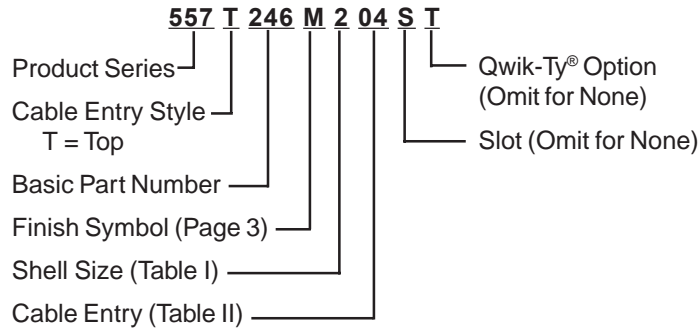 557 T 246 M 2 04 S T
Product Series
Cable Entry Style
T = Top
Basic Part Number
Finish Symbol (Page 3)
Shell Size (Table I)
Cable Entry (Table II)
Qwik-Ty® Option
(Omit for None)
Slot (Omit for None)